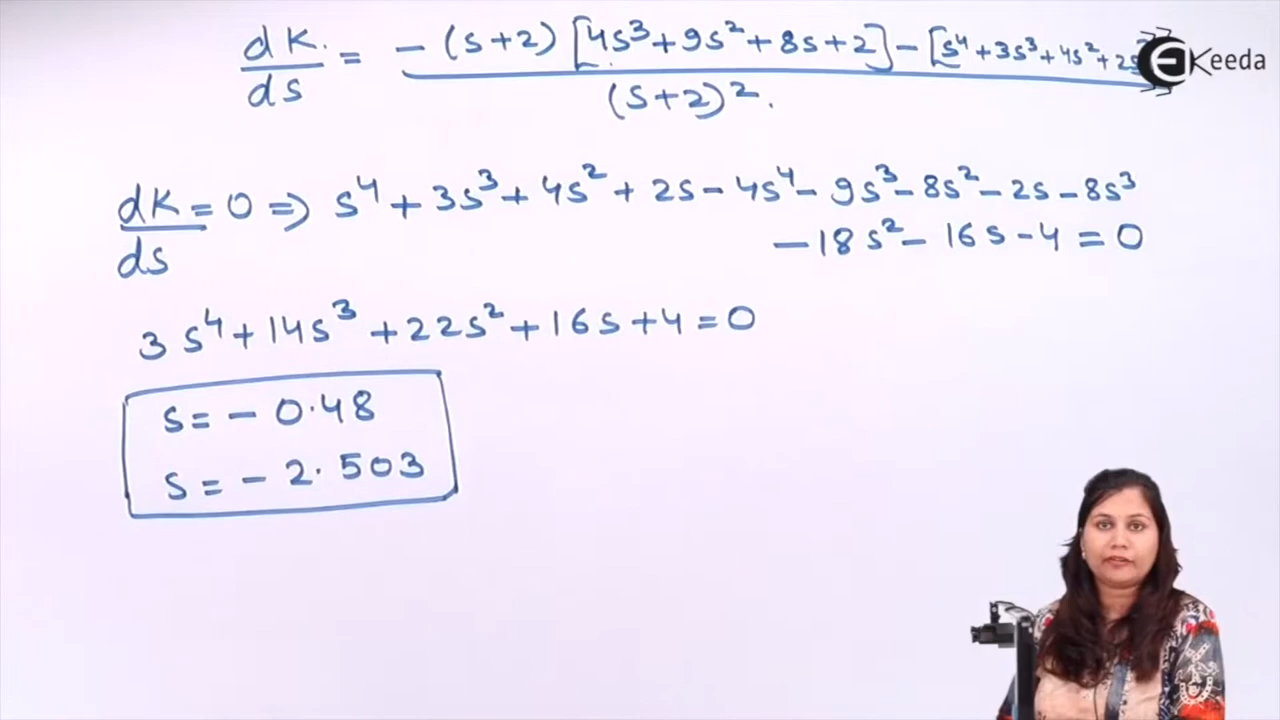 dK/ds = -(s+2) [4s³+9s²+8s+2] - [s⁴+3s³+4s²+2s / (s+2)².
EKeeda
dK/ds = 0 ⇒ s⁴ + 3s³ + 4s² + 2s - 4s⁴ - 9s³ - 8s² - 2s - 8s³
- 18s² - 16s - 4 = 0
3s⁴ + 14s³ + 22s² + 16s + 4 = 0
s = - 0.48
s = - 2.503